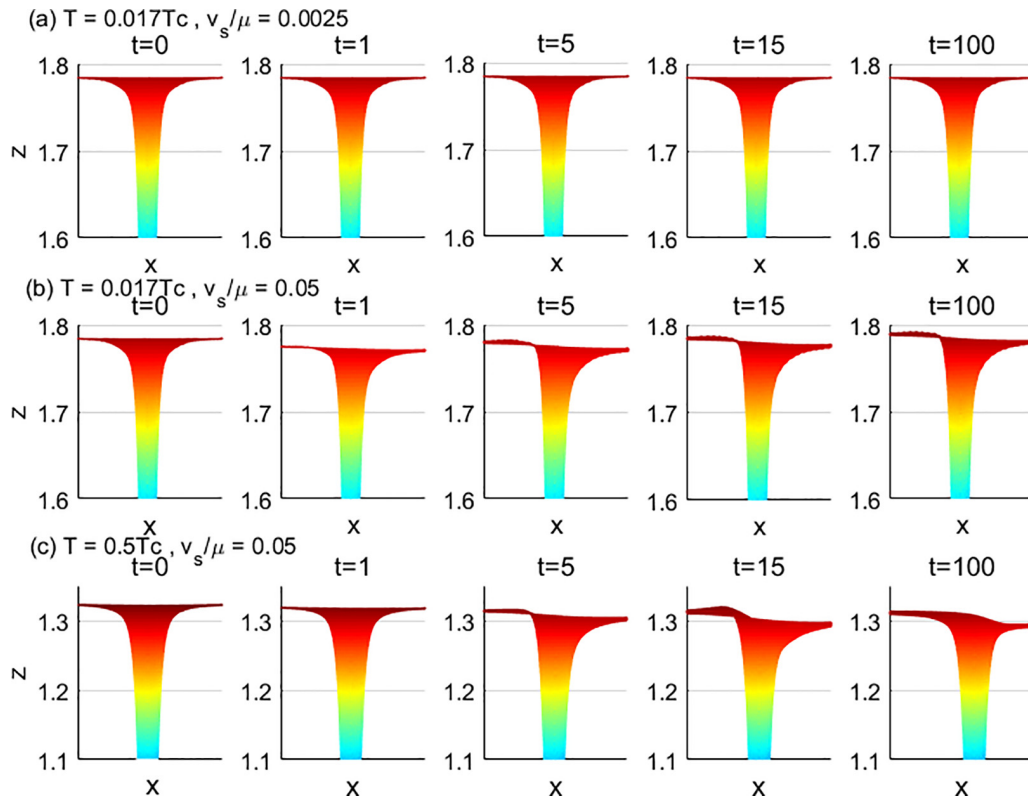 (a) T = 0.017Tc , v_s/μ = 0.0025
t=0 t=1 t=5 t=15 t=100
1.8 1.8 1.8 1.8 1.8
z 1.7 1.7 1.7 1.7 1.7
1.6 1.6 1.6 1.6 1.6
x x x x x
(b) T = 0.017Tc , v_s/μ = 0.05
t=0 t=1 t=5 t=15 t=100
1.8 1.8 1.8 1.8 1.8
z 1.7 1.7 1.7 1.7 1.7
1.6 1.6 1.6 1.6 1.6
x x x x x
(c) T = 0.5Tc , v_s/μ = 0.05
t=0 t=1 t=5 t=15 t=100
1.3 1.3 1.3 1.3 1.3
z 1.2 1.2 1.2 1.2 1.2
1.1 1.1 1.1 1.1 1.1
x x x x x